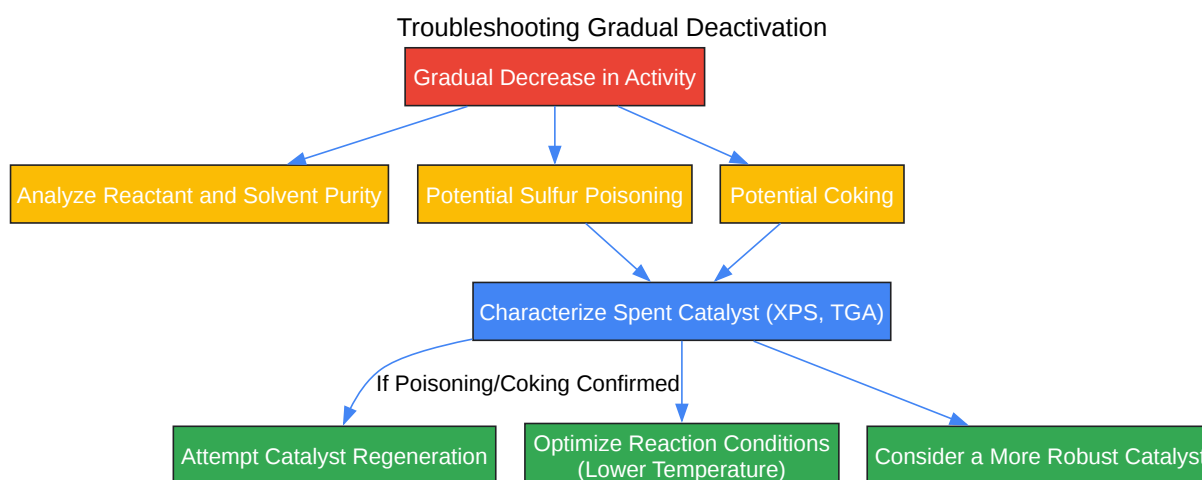 Troubleshooting Gradual Deactivation
Gradual Decrease in Activity
Analyze Reactant and Solvent Purity
Potential Sulfur Poisoning
Potential Coking
Characterize Spent Catalyst (XPS, TGA)
If Poisoning/Coking Confirmed
Attempt Catalyst Regeneration
Optimize Reaction Conditions
(Lower Temperature)
Consider a More Robust Catalyst